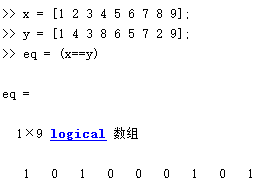 >> x = [1 2 3 4 5 6 7 8 9];
>> y = [1 4 3 8 6 5 7 2 9];
>> eq = (x==y)
eq =
1×9 logical 数组
1 0 1 0 0 0 1 0 1